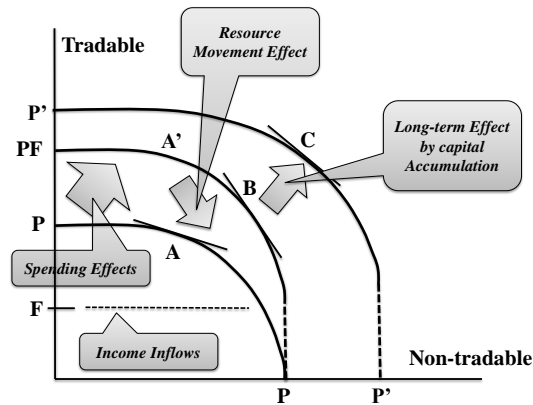 Tradable
Resource
Movement Effect
P’
A’
C
PF
Long-term Effect
by capital
Accumulation
B
P
A
Spending Effects
F
Income Inflows
Non-tradable
P
P’